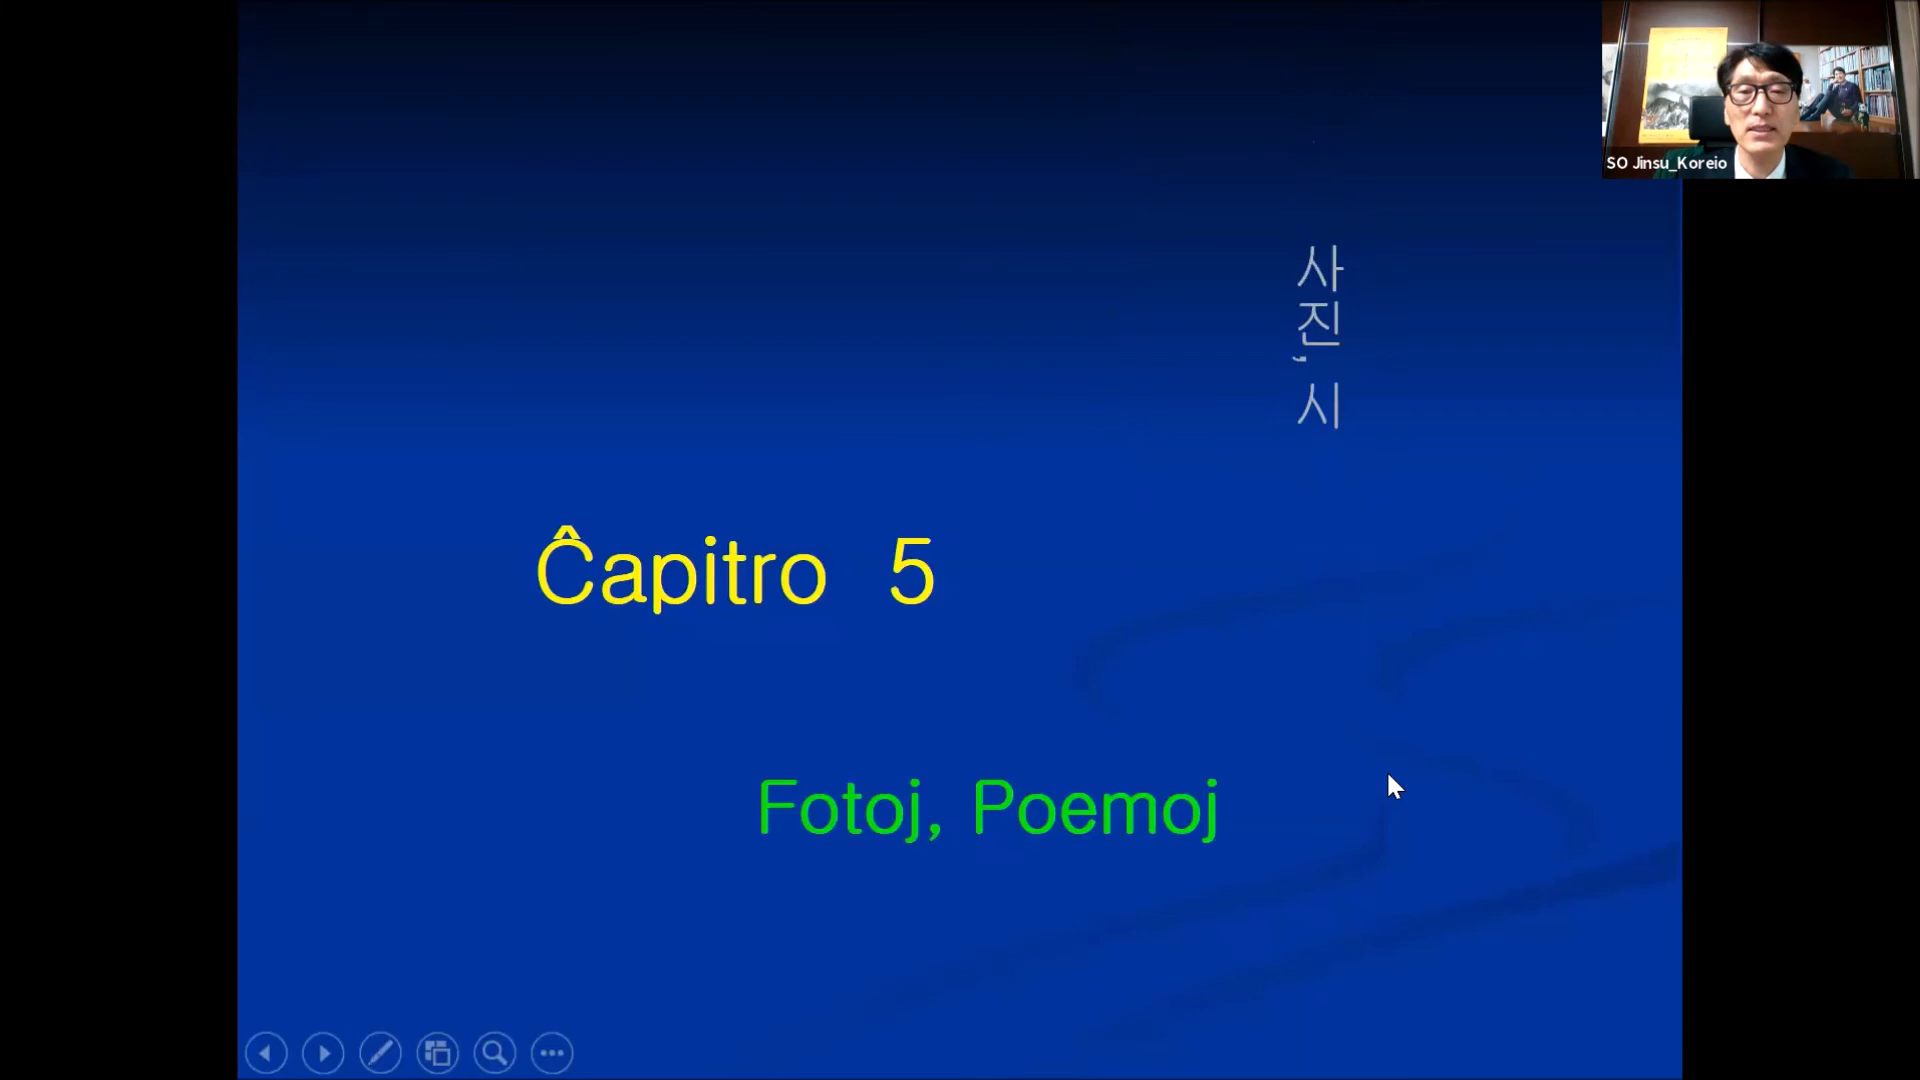 SO Jinsu_Koreio
사진, 시
Ĉapitro 5
Fotoj, Poemoj